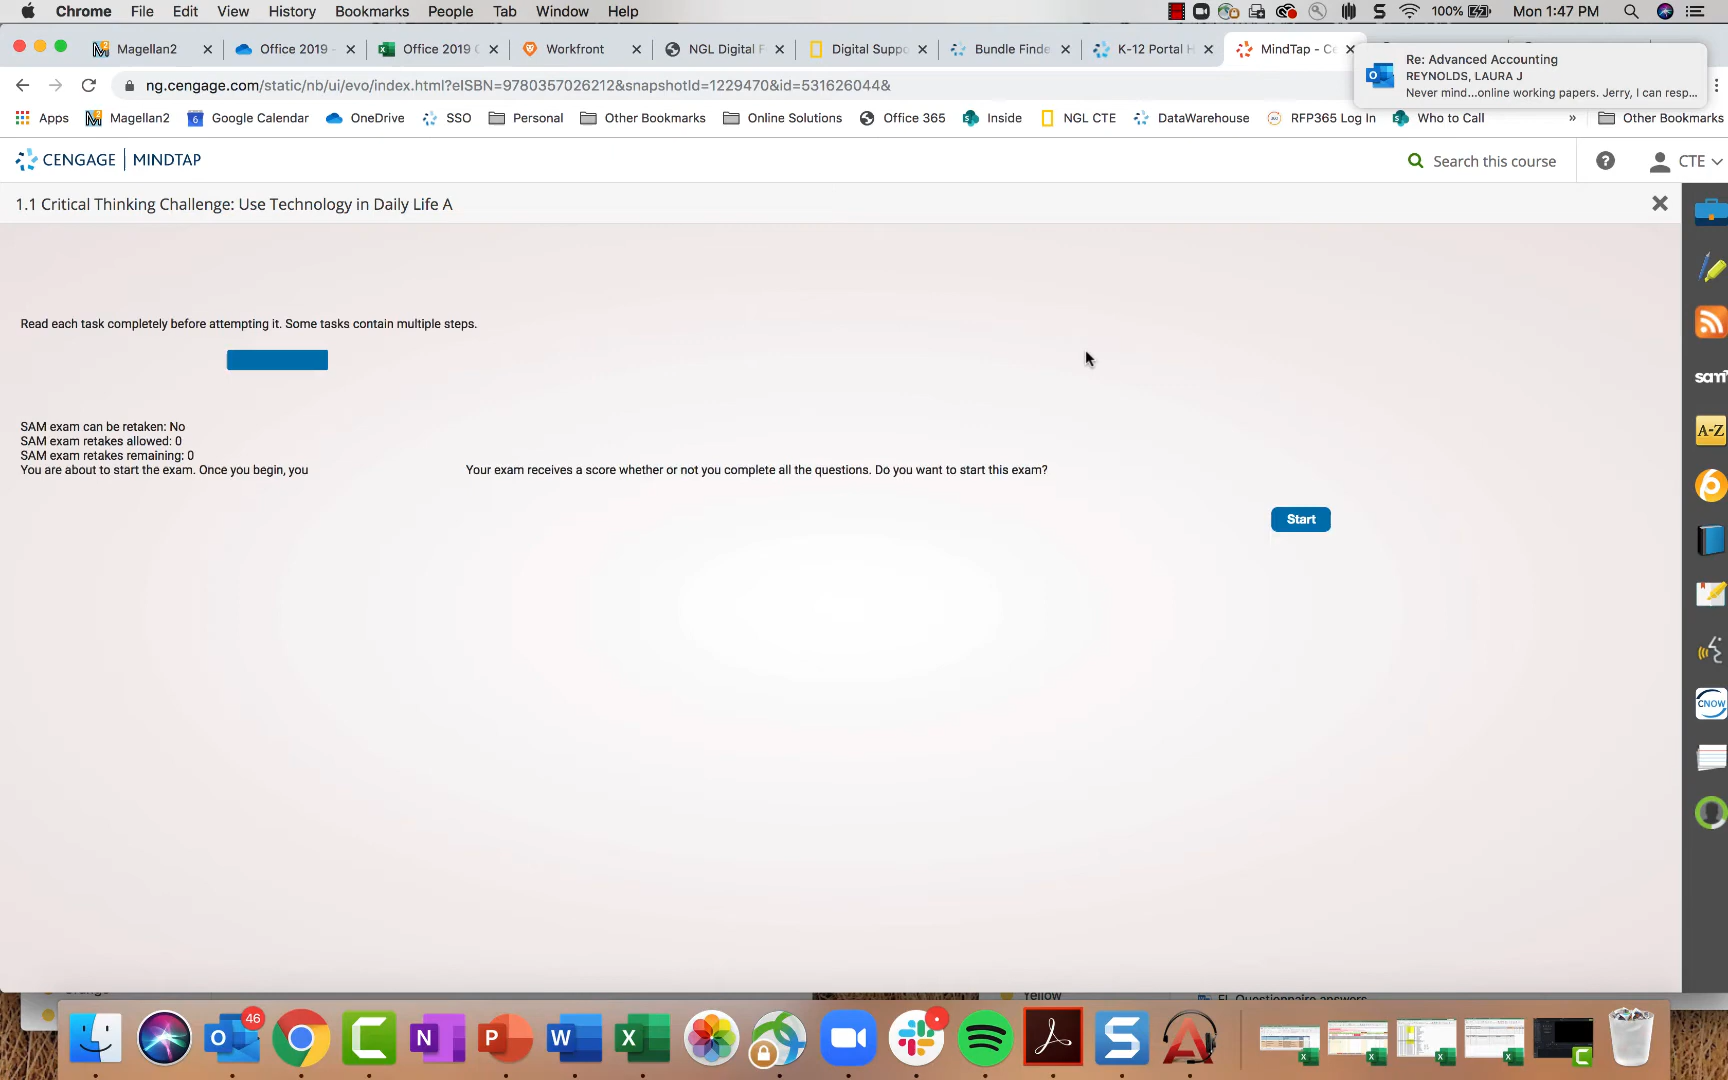 Chrome File Edit View History Bookmarks People Tab Window Help 100% Mon 1:47 PM
Magellan2 Office 2019 - Office 2019 Workfront NGL Digital F Digital Suppo Bundle Finde K-12 Portal H MindTap - Ce
Re: Advanced Accounting
REYNOLDS, LAURA J
Never mind...online working papers. Jerry, I can resp...
ng.cengage.com/static/nb/ui/evo/index.html?eISBN=9780357026212&snapshotId=1229470&id=531626044&
Apps Magellan2 Google Calendar OneDrive SSO Personal Other Bookmarks Online Solutions Office 365 Inside NGL CTE DataWarehouse RFP365 Log In Who to Call » Other Bookmarks
CENGAGE | MINDTAP Search this course CTE
1.1 Critical Thinking Challenge: Use Technology in Daily Life A
Read each task completely before attempting it. Some tasks contain multiple steps.
SAM exam can be retaken: No
SAM exam retakes allowed: 0
SAM exam retakes remaining: 0
You are about to start the exam. Once you begin, you Your exam receives a score whether or not you complete all the questions. Do you want to start this exam?
Start
sam
A-Z
CNOW
Yellow
46